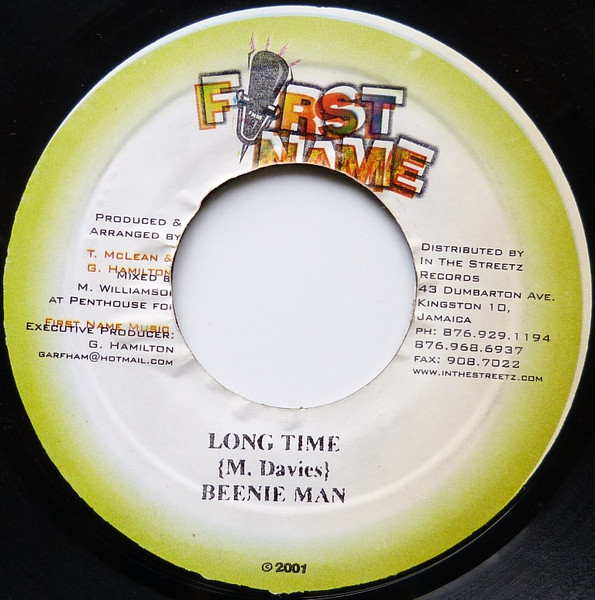 FIRST
NAME
PRODUCED &
ARRANGED BY
T. MCLEAN &
G. HAMILTON
MIXED B
M. WILLIAMSO
AT PENTHOUSE FO
FIRST NAME MUSIC
EXECUTIVE PRODUCER:
G. HAMILTON
GARFHAM@HOTMAIL.COM
DISTRIBUTED BY
IN THE STREETZ
RECORDS
43 DUMBARTON AVE.
KINGSTON 10,
JAMAICA
PH: 876.929.1194
876.968.6937
FAX: 908.7022
WWW.INTHESTREETZ.COM
LONG TIME
{M. Davies}
BEENIE MAN
© 2001